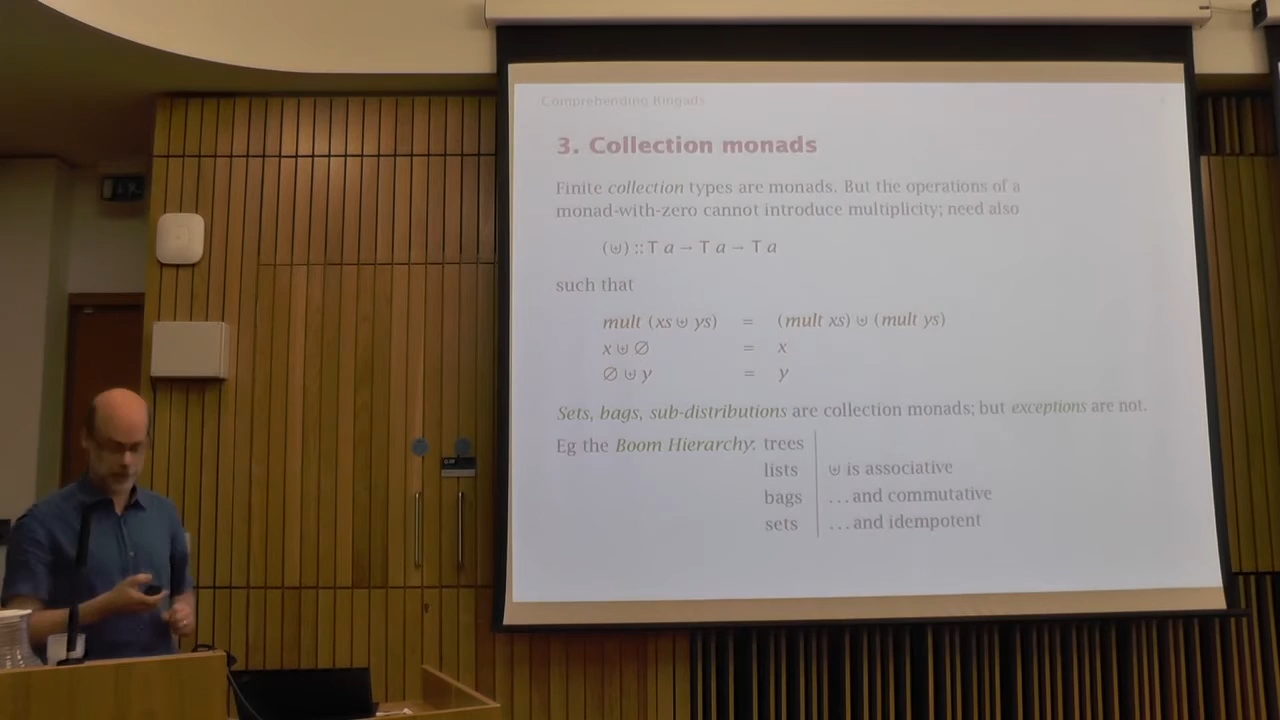 Comprehending Ringads
3. Collection monads
Finite collection types are monads. But the operations of a
monad-with-zero cannot introduce multiplicity; need also
(⊎) :: T a → T a → T a
such that
mult (xs ⊎ ys) = (mult xs) ⊎ (mult ys)
x ⊎ ∅ = x
∅ ⊎ y = y
Sets, bags, sub-distributions are collection monads; but exceptions are not.
Eg the Boom Hierarchy: trees
lists ⊎ is associative
bags ...and commutative
sets ...and idempotent